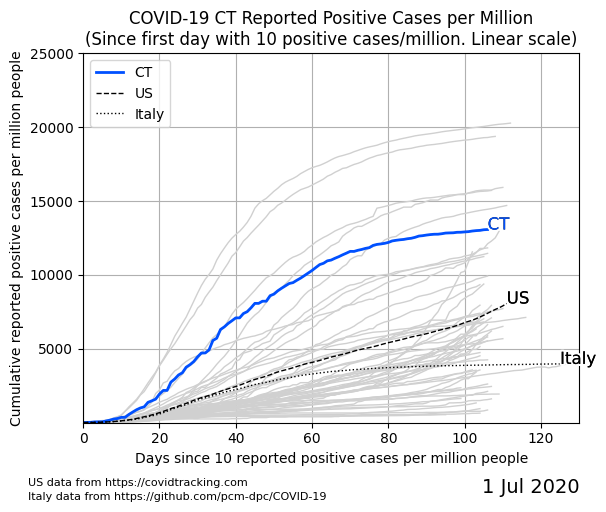 COVID-19 CT Reported Positive Cases per Million
(Since first day with 10 positive cases/million. Linear scale)
Cumulative reported positive cases per million people
25000
20000
15000
10000
5000
CT
US
Italy
CT
US
Italy
0
20
40
60
80
100
120
Days since 10 reported positive cases per million people
US data from https://covidtracking.com
Italy data from https://github.com/pcm-dpc/COVID-19
1 Jul 2020